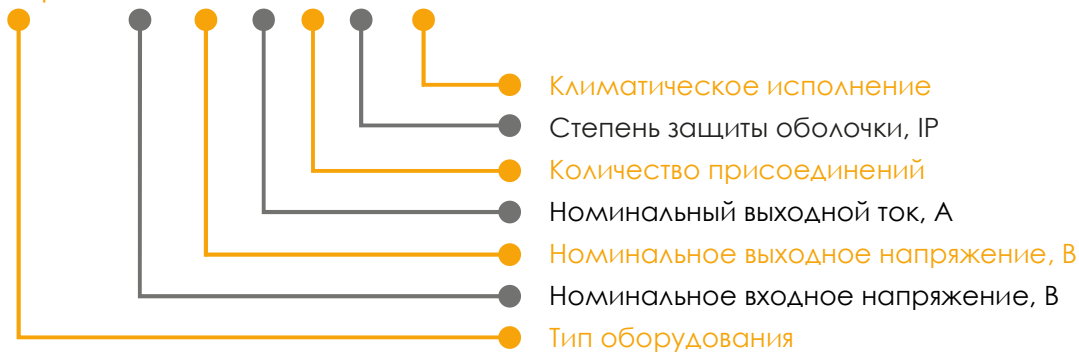 Климатическое исполнение
Степень защиты оболочки, IP
Количество присоединений
Номинальный выходной ток, А
Номинальное выходное напряжение, В
Номинальное входное напряжение, В
Тип оборудования